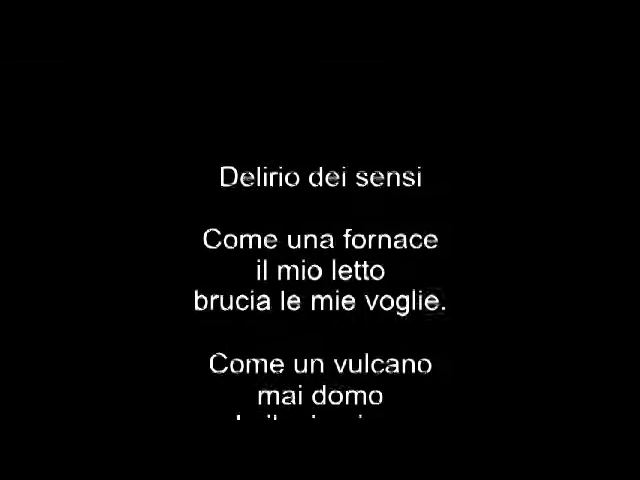 Delirio dei sensi
Come una fornace
il mio letto
brucia le mie voglie.
Come un vulcano
mai domo